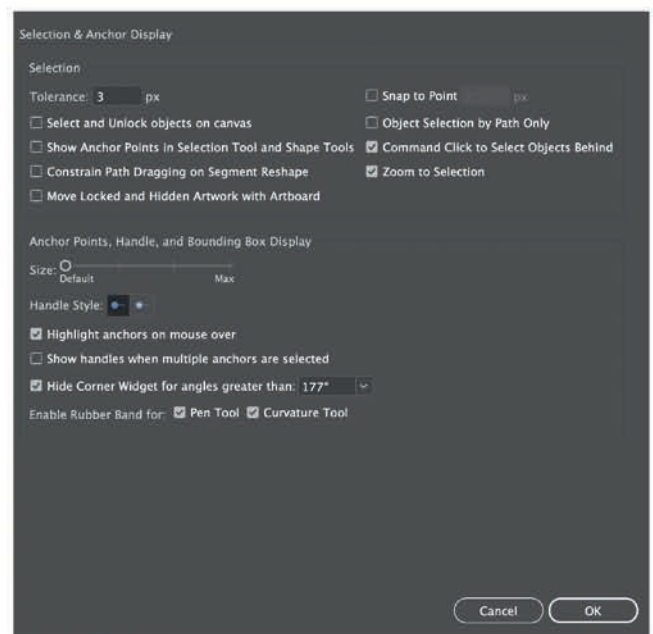 Selection & Anchor Display
Selection
Tolerance: 3 px
Snap to Point px
Select and Unlock objects on canvas
Object Selection by Path Only
Show Anchor Points in Selection Tool and Shape Tools
Command Click to Select Objects Behind
Constrain Path Dragging on Segment Reshape
Zoom to Selection
Move Locked and Hidden Artwork with Artboard
Anchor Points, Handle, and Bounding Box Display
Size:
Default Max
Handle Style:
Highlight anchors on mouse over
Show handles when multiple anchors are selected
Hide Corner Widget for angles greater than: 177°
Enable Rubber Band for: Pen Tool Curvature Tool
Cancel OK